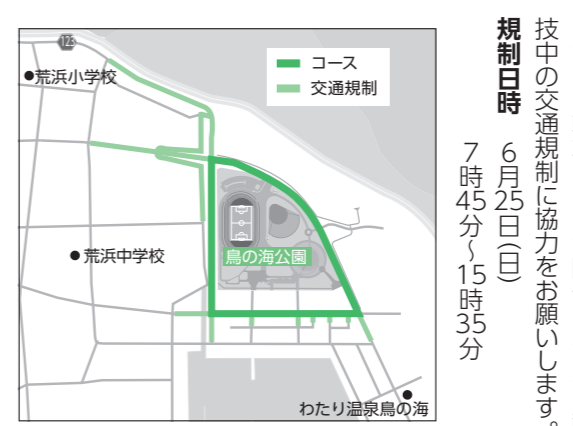 技中の交通規制に協力をお願いします。
規制日時　6月25日(日)
7時45分～15時35分
123
荒浜小学校
コース
交通規制
荒浜中学校
鳥の海公園
わたり温泉鳥の海